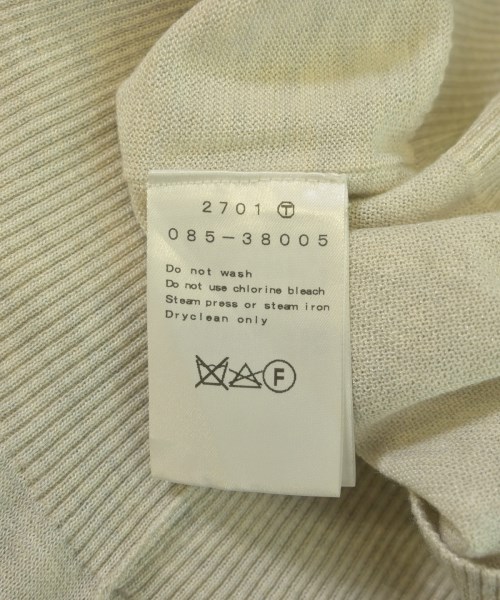 2701 Ⓣ
085-38005
Do not wash
Do not use chlorine bleach
Steam press or steam iron
Dryclean only
Ⓕ